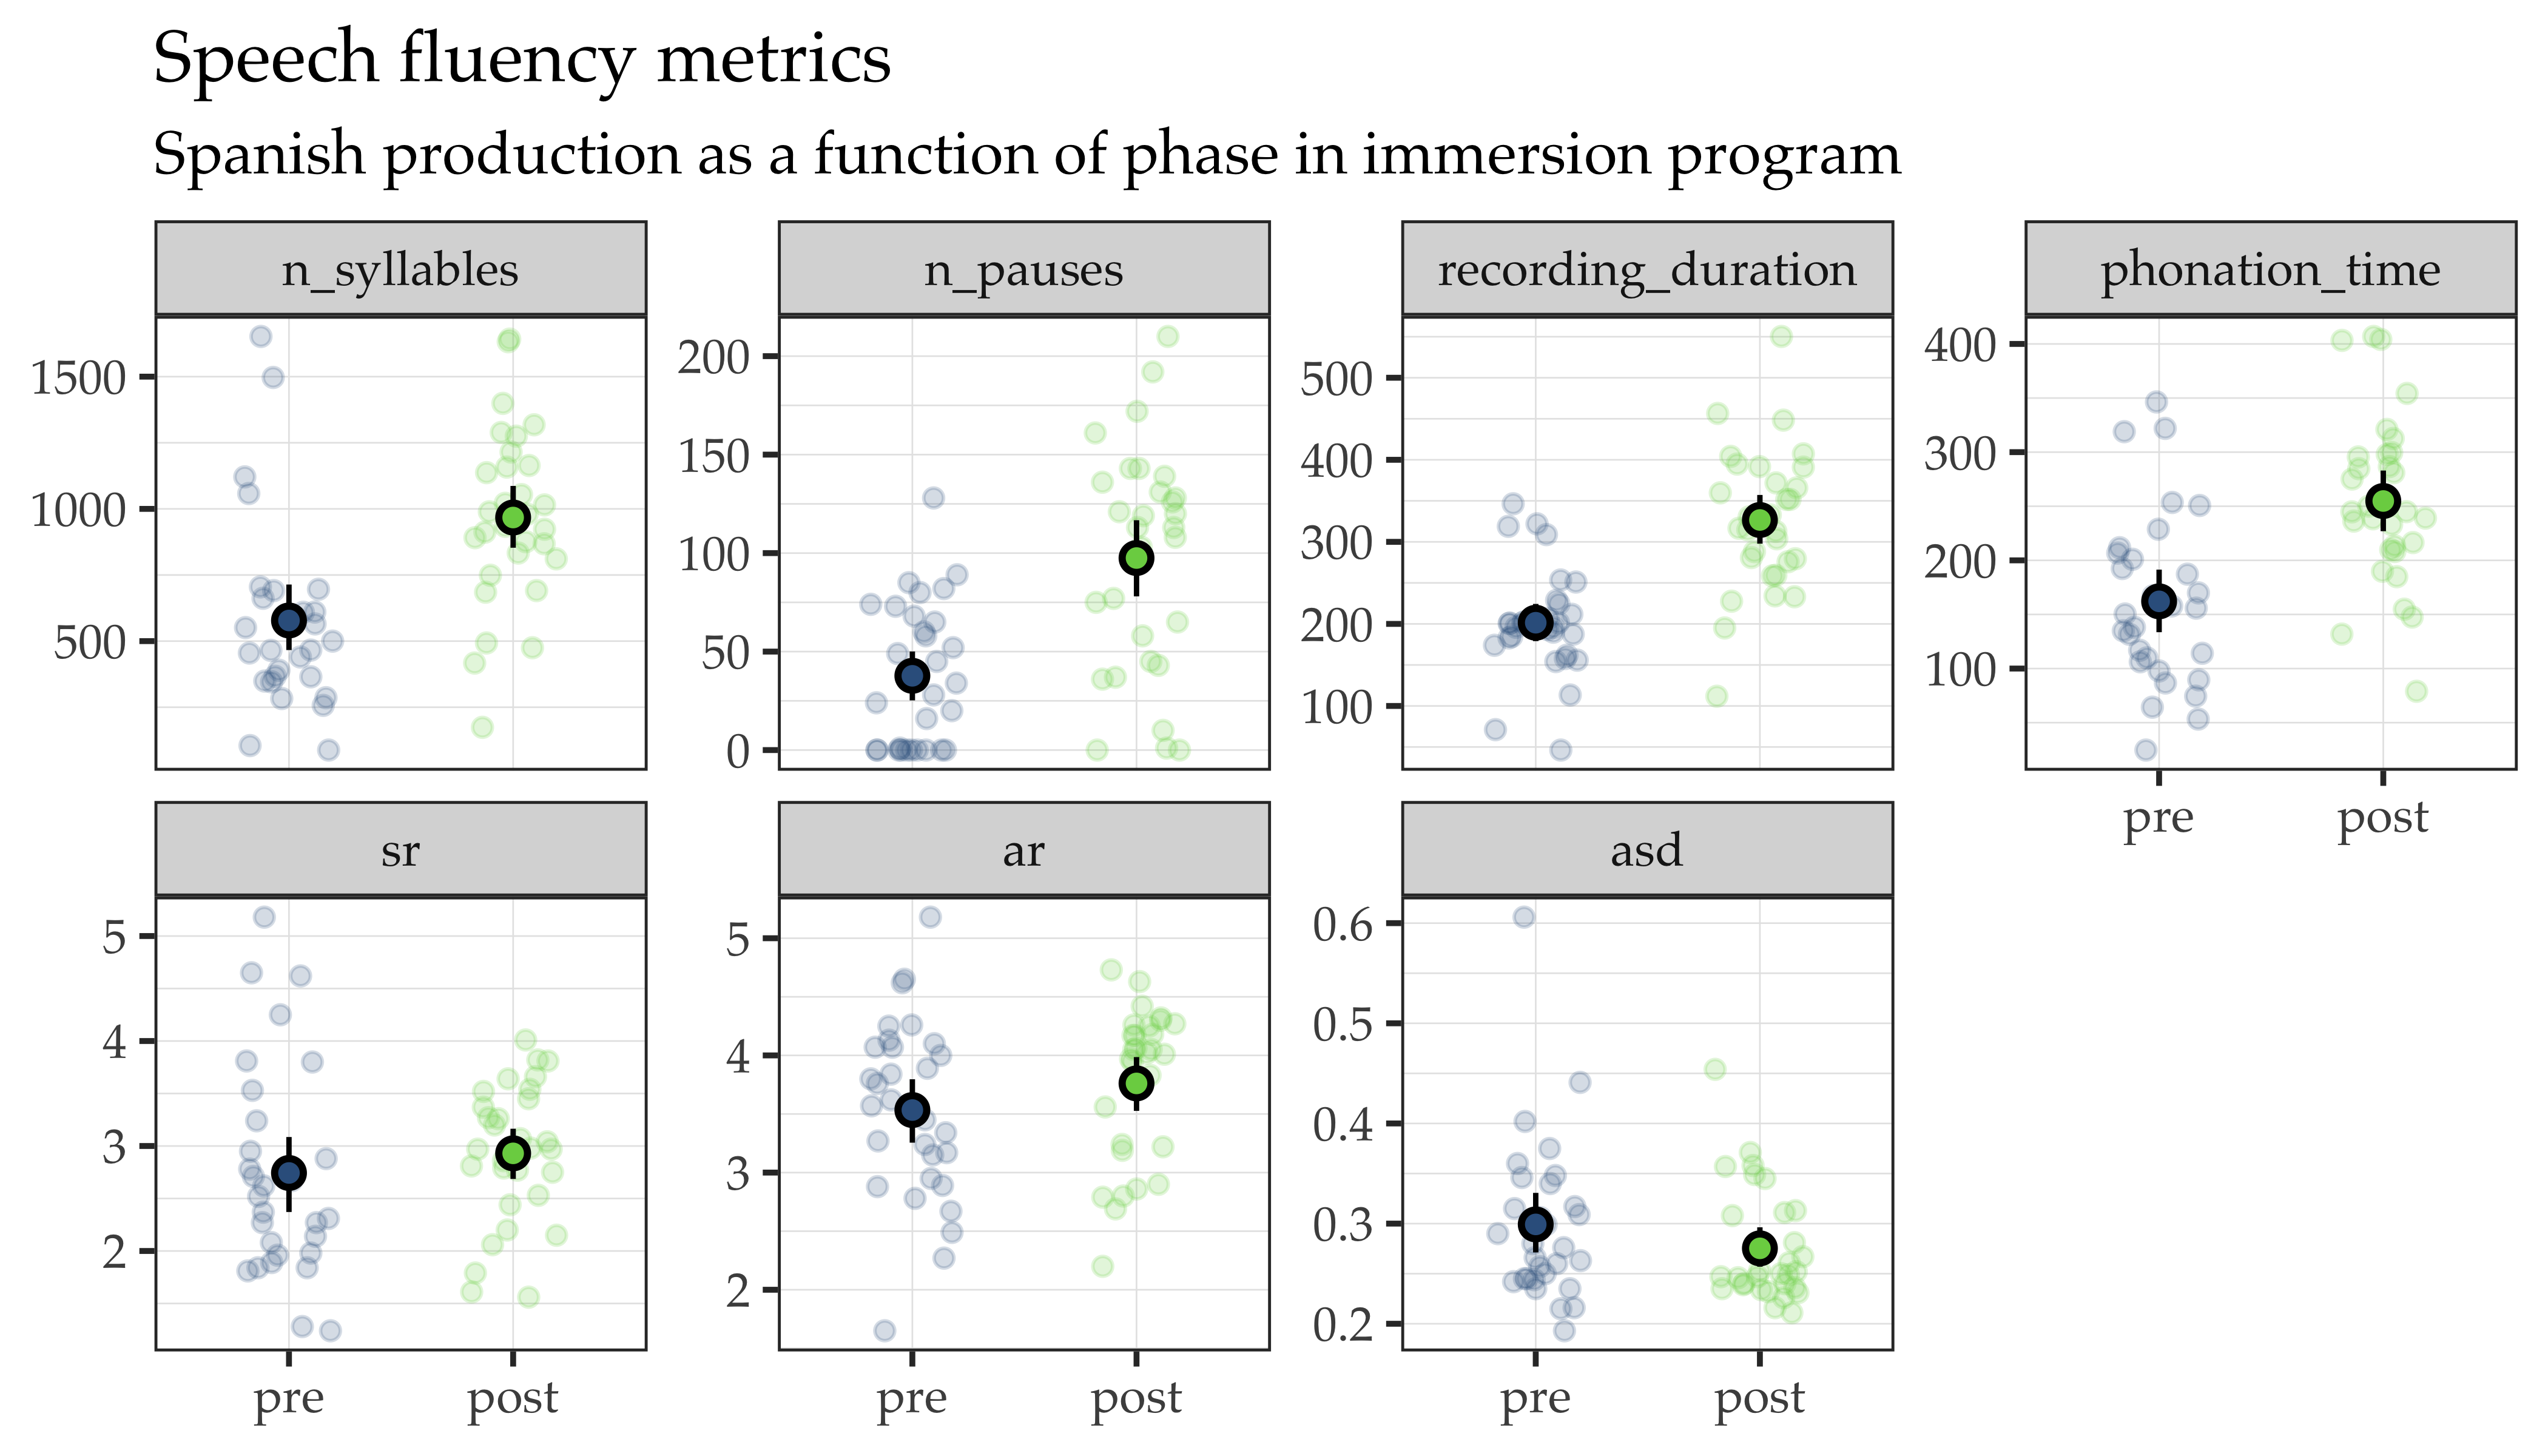 Speech fluency metrics
Spanish production as a function of phase in immersion program
n_syllables
n_pauses
recording_duration
phonation_time
1500
1000
500
200
150
100
50
0
500
400
300
200
100
400
300
200
100
pre
post
sr
ar
asd
5
4
3
2
5
4
3
2
0.6
0.5
0.4
0.3
0.2
pre
post
pre
post
pre
post